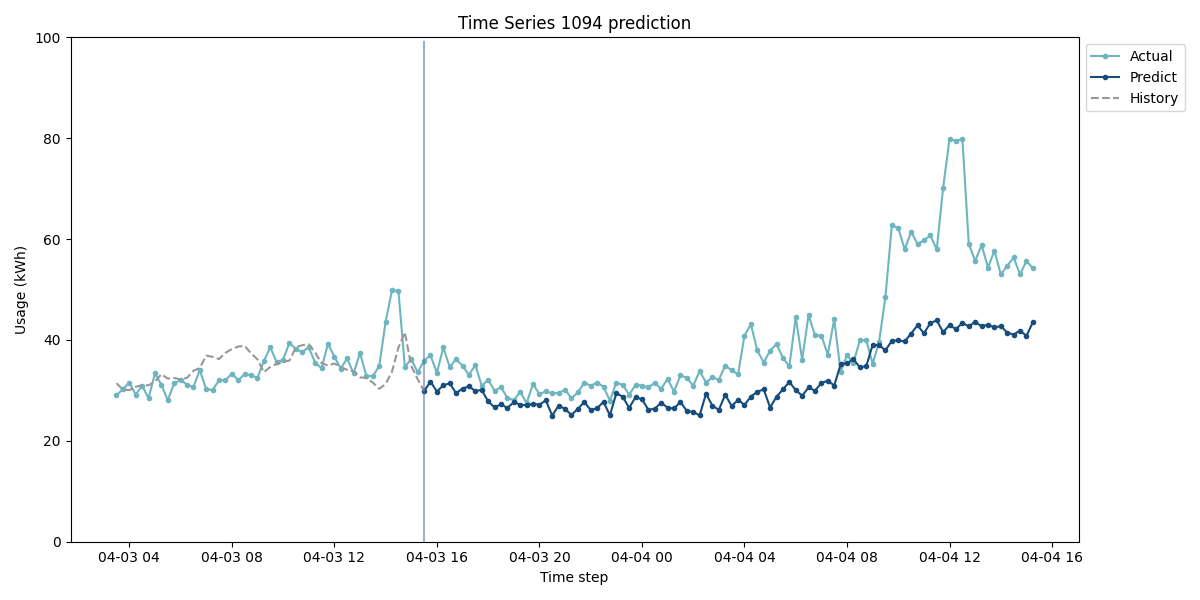 Time Series 1094 prediction
100
80
60
40
20
0
Usage (kWh)
04-03 04
04-03 08
04-03 12
04-03 16
04-03 20
04-04 00
04-04 04
04-04 08
04-04 12
04-04 16
Time step
Actual
Predict
History